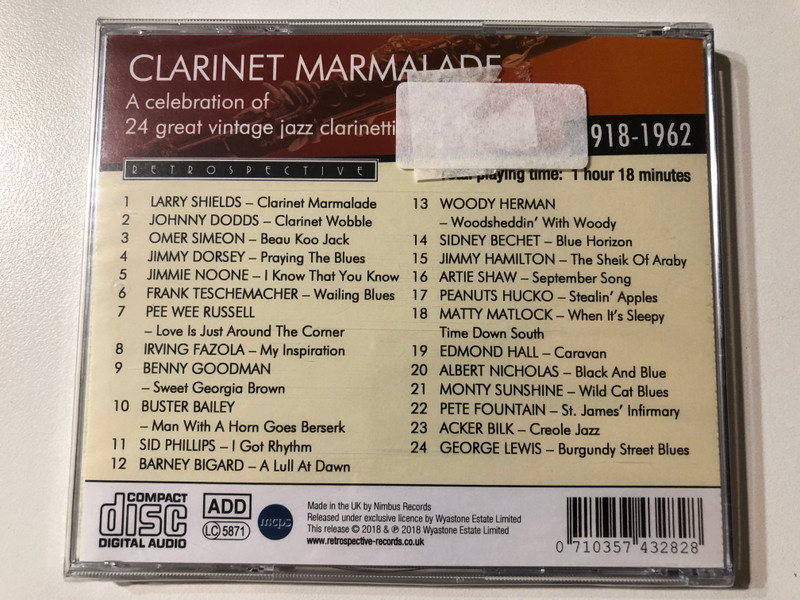 CLARINET MARMALADE
A celebration of
24 great vintage jazz
918-1962
RETROSPECTIVE
playing time: 1 hour 18 minutes
1 LARRY SHIELDS – Clarinet Marmalade
2 JOHNNY DODDS – Clarinet Wobble
3 OMER SIMEON – Beau Koo Jack
4 JIMMY DORSEY – Praying The Blues
5 JIMMIE NOONE – I Know That You Know
6 FRANK TESCHEMACHER – Wailing Blues
7 PEE WEE RUSSELL
– Love Is Just Around The Corner
8 IRVING FAZOLA – My Inspiration
9 BENNY GOODMAN
– Sweet Georgia Brown
10 BUSTER BAILEY
– Man With A Horn Goes Berserk
11 SID PHILLIPS – I Got Rhythm
12 BARNEY BIGARD – A Lull At Dawn
13 WOODY HERMAN
– Woodsheddin' With Woody
14 SIDNEY BECHET – Blue Horizon
15 JIMMY HAMILTON – The Sheik Of Araby
16 ARTIE SHAW – September Song
17 PEANUTS HUCKO – Stealin' Apples
18 MATTY MATLOCK – When It's Sleepy
Time Down South
19 EDMOND HALL – Caravan
20 ALBERT NICHOLAS – Black And Blue
21 MONTY SUNSHINE – Wild Cat Blues
22 PETE FOUNTAIN – St. James' Infirmary
23 ACKER BILK – Creole Jazz
24 GEORGE LEWIS – Burgundy Street Blues
COMPACT
disc
DIGITAL AUDIO
ADD
LC 5871
mcps
Made in the UK by Nimbus Records
Released under exclusive licence by Wyastone Estate Limited
This release © 2018 & ℗ 2018 Wyastone Estate Limited
www.retrospective-records.co.uk
0 710357 432828